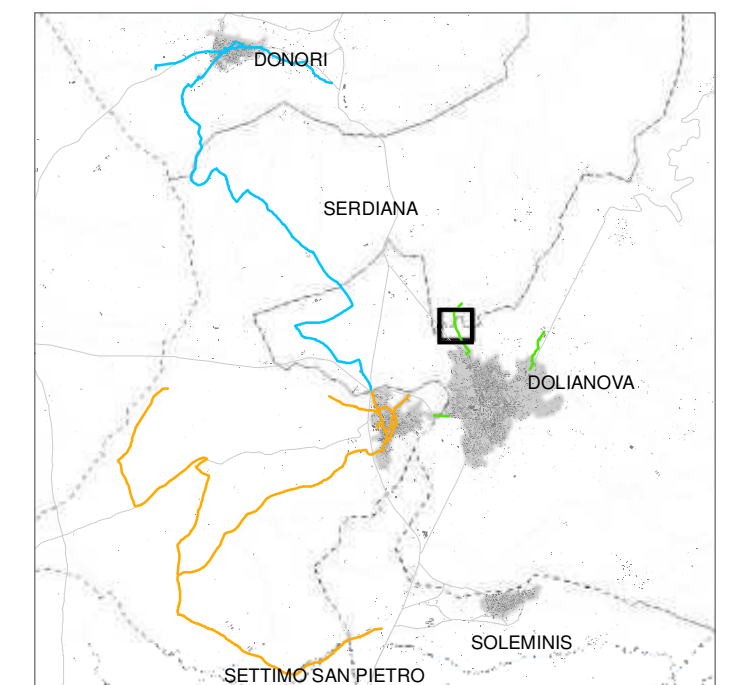 DONORI
SERDIANA
DOLIANOVA
SOLEMINIS
SETTIMO SAN PIETRO